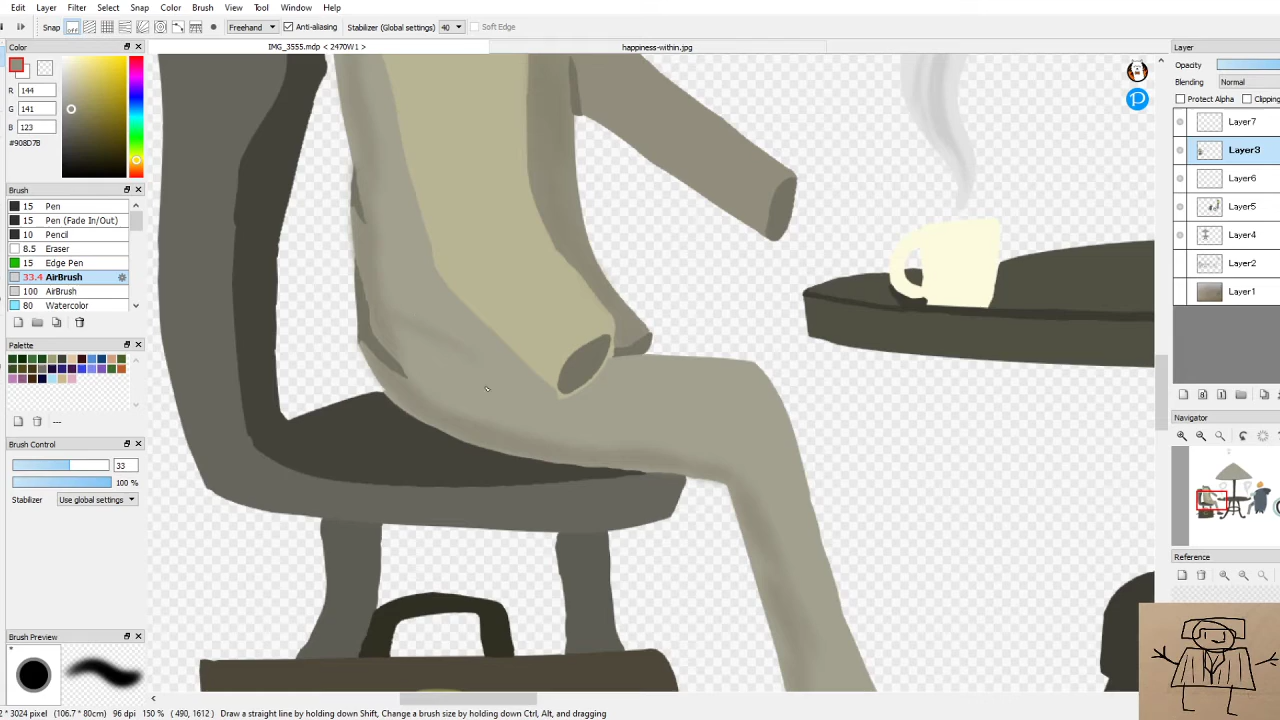 Edit Layer Filter Select Snap Color Brush View Tool Window Help
Snap off Freehand Anti-aliasing Stabilizer (Global settings) 40 Soft Edge
IMG_3555.mdp < 2470W1 > happiness-within.jpg
Color
R 144
G 141
B 123
#908D7B
Brush
15 Pen
15 Pen (Fade In/Out)
10 Pencil
8.5 Eraser
15 Edge Pen
33.4 AirBrush
100 AirBrush
80 Watercolor
Palette
---
Brush Control
33
100 %
Stabilizer Use global settings
Brush Preview
*
Layer
Opacity
Blending Normal
Protect Alpha Clipping
Layer7
Layer3
Layer6
Layer5
Layer4
Layer2
Layer1
Navigator
Reference
* 3024 pixel (106.7 * 80cm) 96 dpi 150 % ( 490, 1612 ) Draw a straight line by holding down Shift, Change a brush size by holding down Ctrl, Alt, and dragging